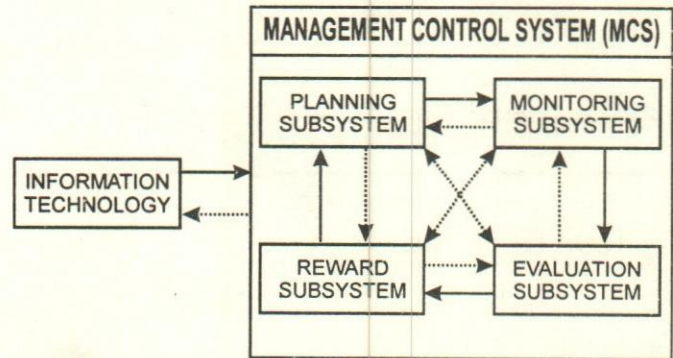 MANAGEMENT CONTROL SYSTEM (MCS)
PLANNING
SUBSYSTEM
MONITORING
SUBSYSTEM
INFORMATION
TECHNOLOGY
REWARD
SUBSYSTEM
EVALUATION
SUBSYSTEM